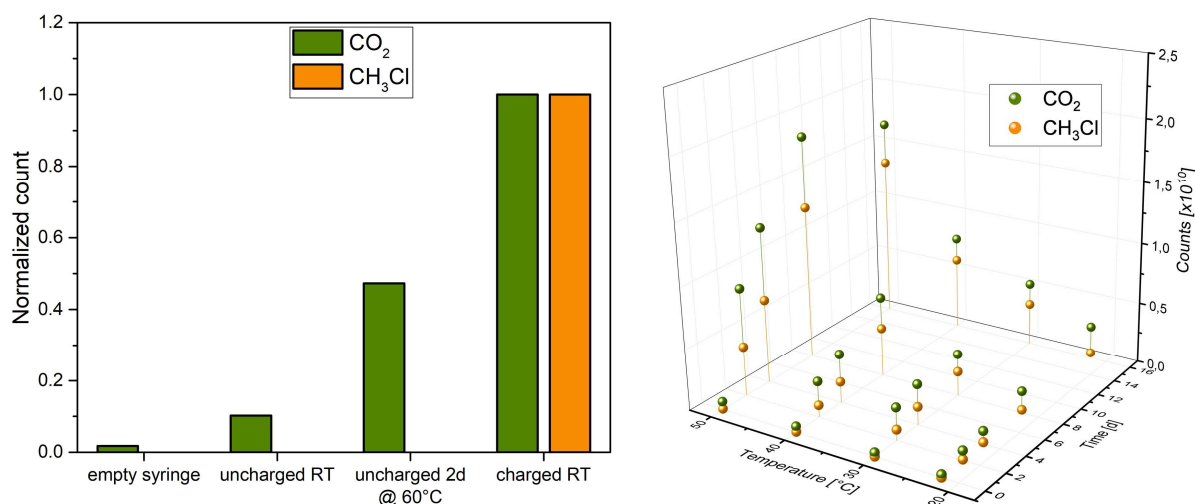 1.2
1.0
0.8
0.6
0.4
0.2
0.0
Normalized count
CO₂
CH₃Cl
empty syringe
uncharged RT
uncharged 2d
@ 60°C
charged RT
CO₂
CH₃Cl
2,5
2,0
1,5
1,0
0,5
0,0
Counts [x10¹⁰]
50
40
30
20
Temperature [°C]
0
2
4
6
8
10
12
14
16
Time [d]